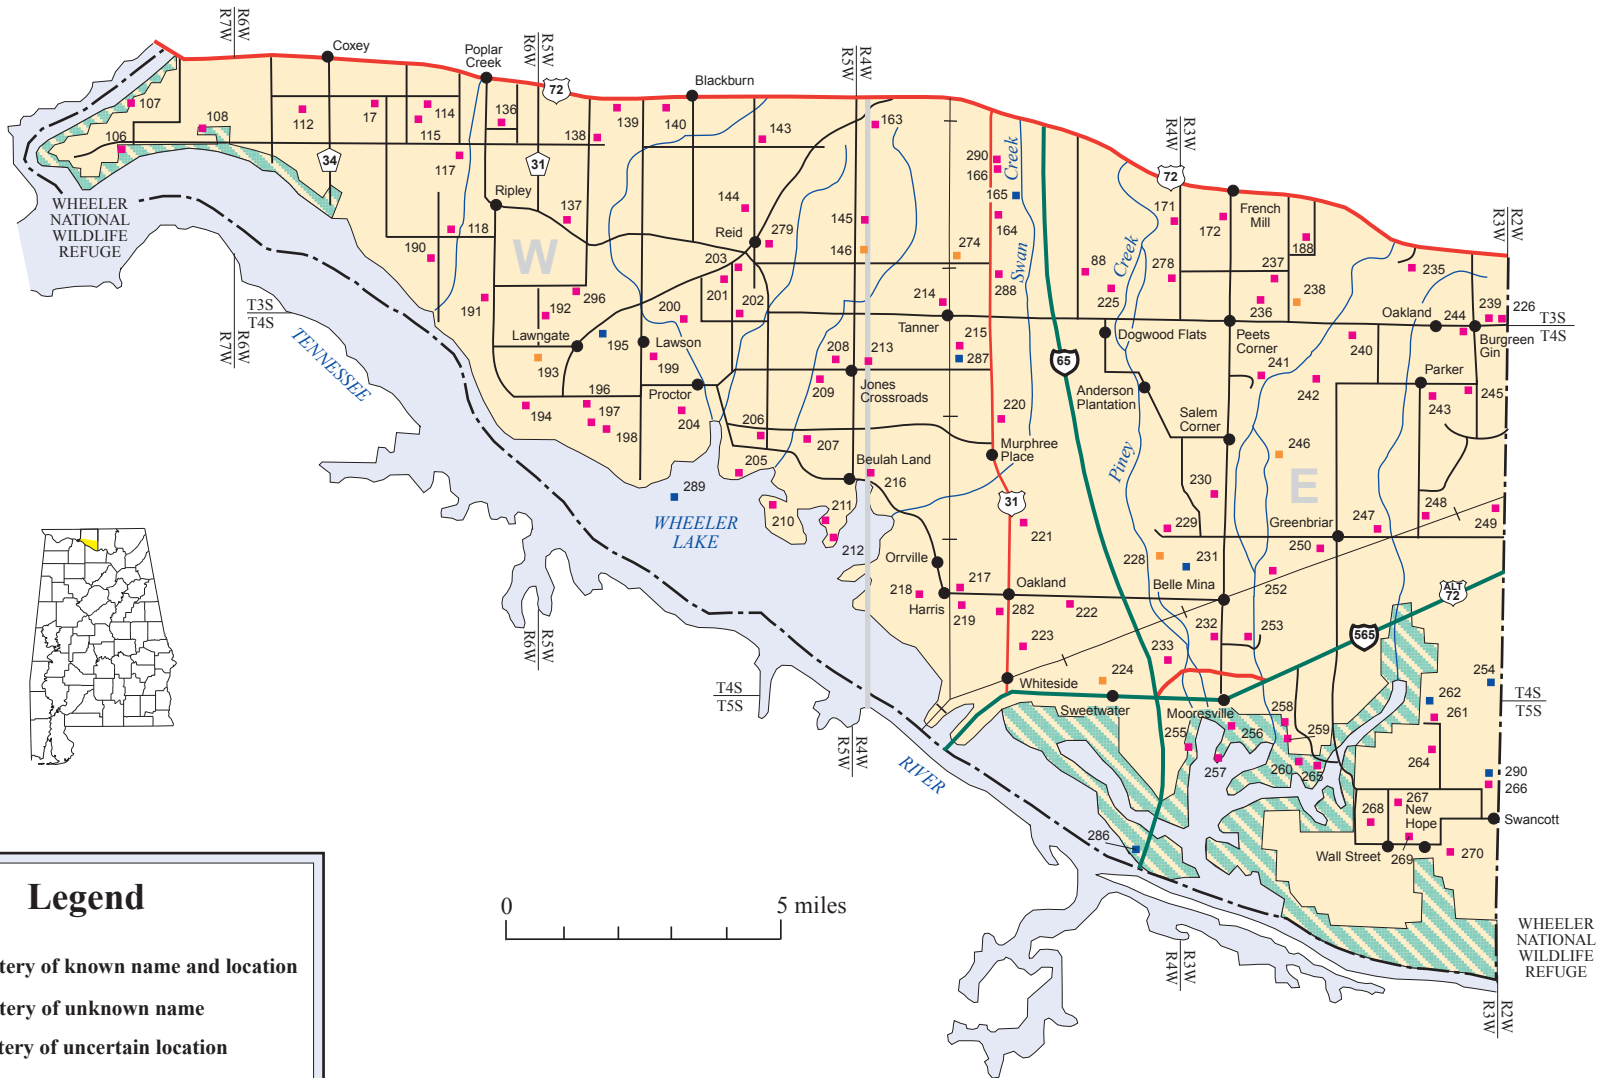 R7W
R6W
Coxey
Poplar
Creek
R6W
R5W
72
Blackburn
R5W
R4W
107
108
106
112
17
114
115
136
138
139
140
143
163
117
34
31
Ripley
137
118
190
W
144
Reid
279
145
146
203
201
202
274
290
166
165
164
Swan
Creek
288
88
225
Creek
Piney
R4W
R3W
72
171
172
French
Mill
188
278
237
238
236
235
R3W
R2W
239
226
T3S
T4S
Oakland
244
Burgreen
Gin
WHEELER
NATIONAL
WILDLIFE
REFUGE
T3S
T4S
R7W
R6W
TENNESSEE
191
192
296
Lawngate
195
193
200
Lawson
199
Proctor
194
196
197
198
204
206
205
207
208
209
213
Jones
Crossroads
214
Tanner
215
287
65
Dogwood Flats
Peets
Corner
240
241
242
Parker
243
245
Anderson
Plantation
Salem
Corner
220
Murphree
Place
Beulah Land
216
246
E
230
229
31
221
289
WHEELER
LAKE
210
211
212
Orrville
218
Harris
217
219
Oakland
282
222
223
228
231
Belle Mina
Greenbriar
250
247
248
249
252
232
253
233
224
Whiteside
Sweetwater
Mooresville
ALT
72
565
254
262
261
264
T4S
T5S
R6W
R5W
T4S
T5S
R5W
R4W
RIVER
255
256
257
258
259
260
265
290
266
267
268
New
Hope
Swancott
Wall Street
269
270
286
R4W
R3W
WHEELER
NATIONAL
WILDLIFE
REFUGE
R3W
R2W
0
5 miles
Legend
tery of known name and location
tery of unknown name
tery of uncertain location